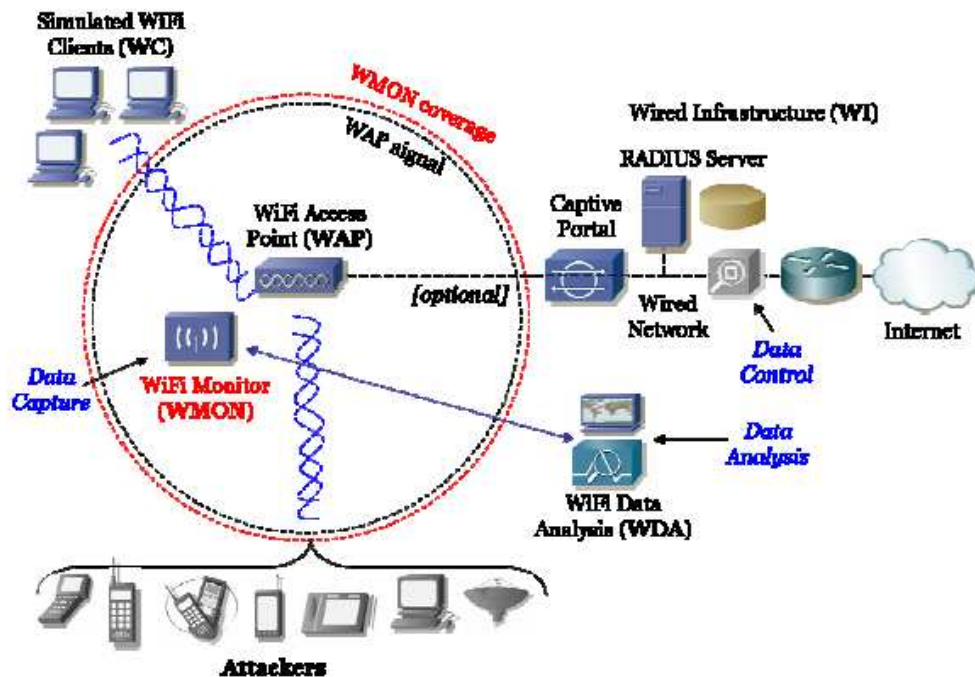 Simulated WiFi
Clients (WC)
WMON coverage
WAP signal
WiFi Access
Point (WAP)
[optional]
Wired Infrastructure (WI)
RADIUS Server
Captive
Portal
Wired
Network
Internet
Data
Control
Data
Capture
WiFi Monitor
(WMON)
Data
Analysis
WiFi Data
Analysis (WDA)
Attackers